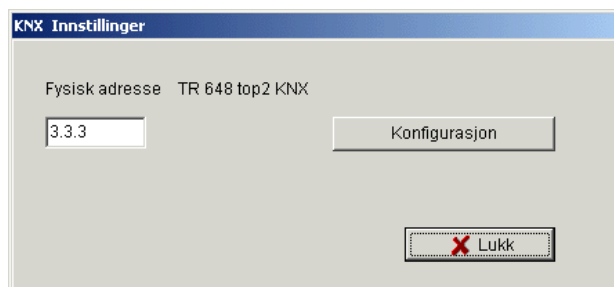 KNX Innstillinger
Fysisk adresse TR 648 top2 KNX
3.3.3
Konfigurasjon
Lukk